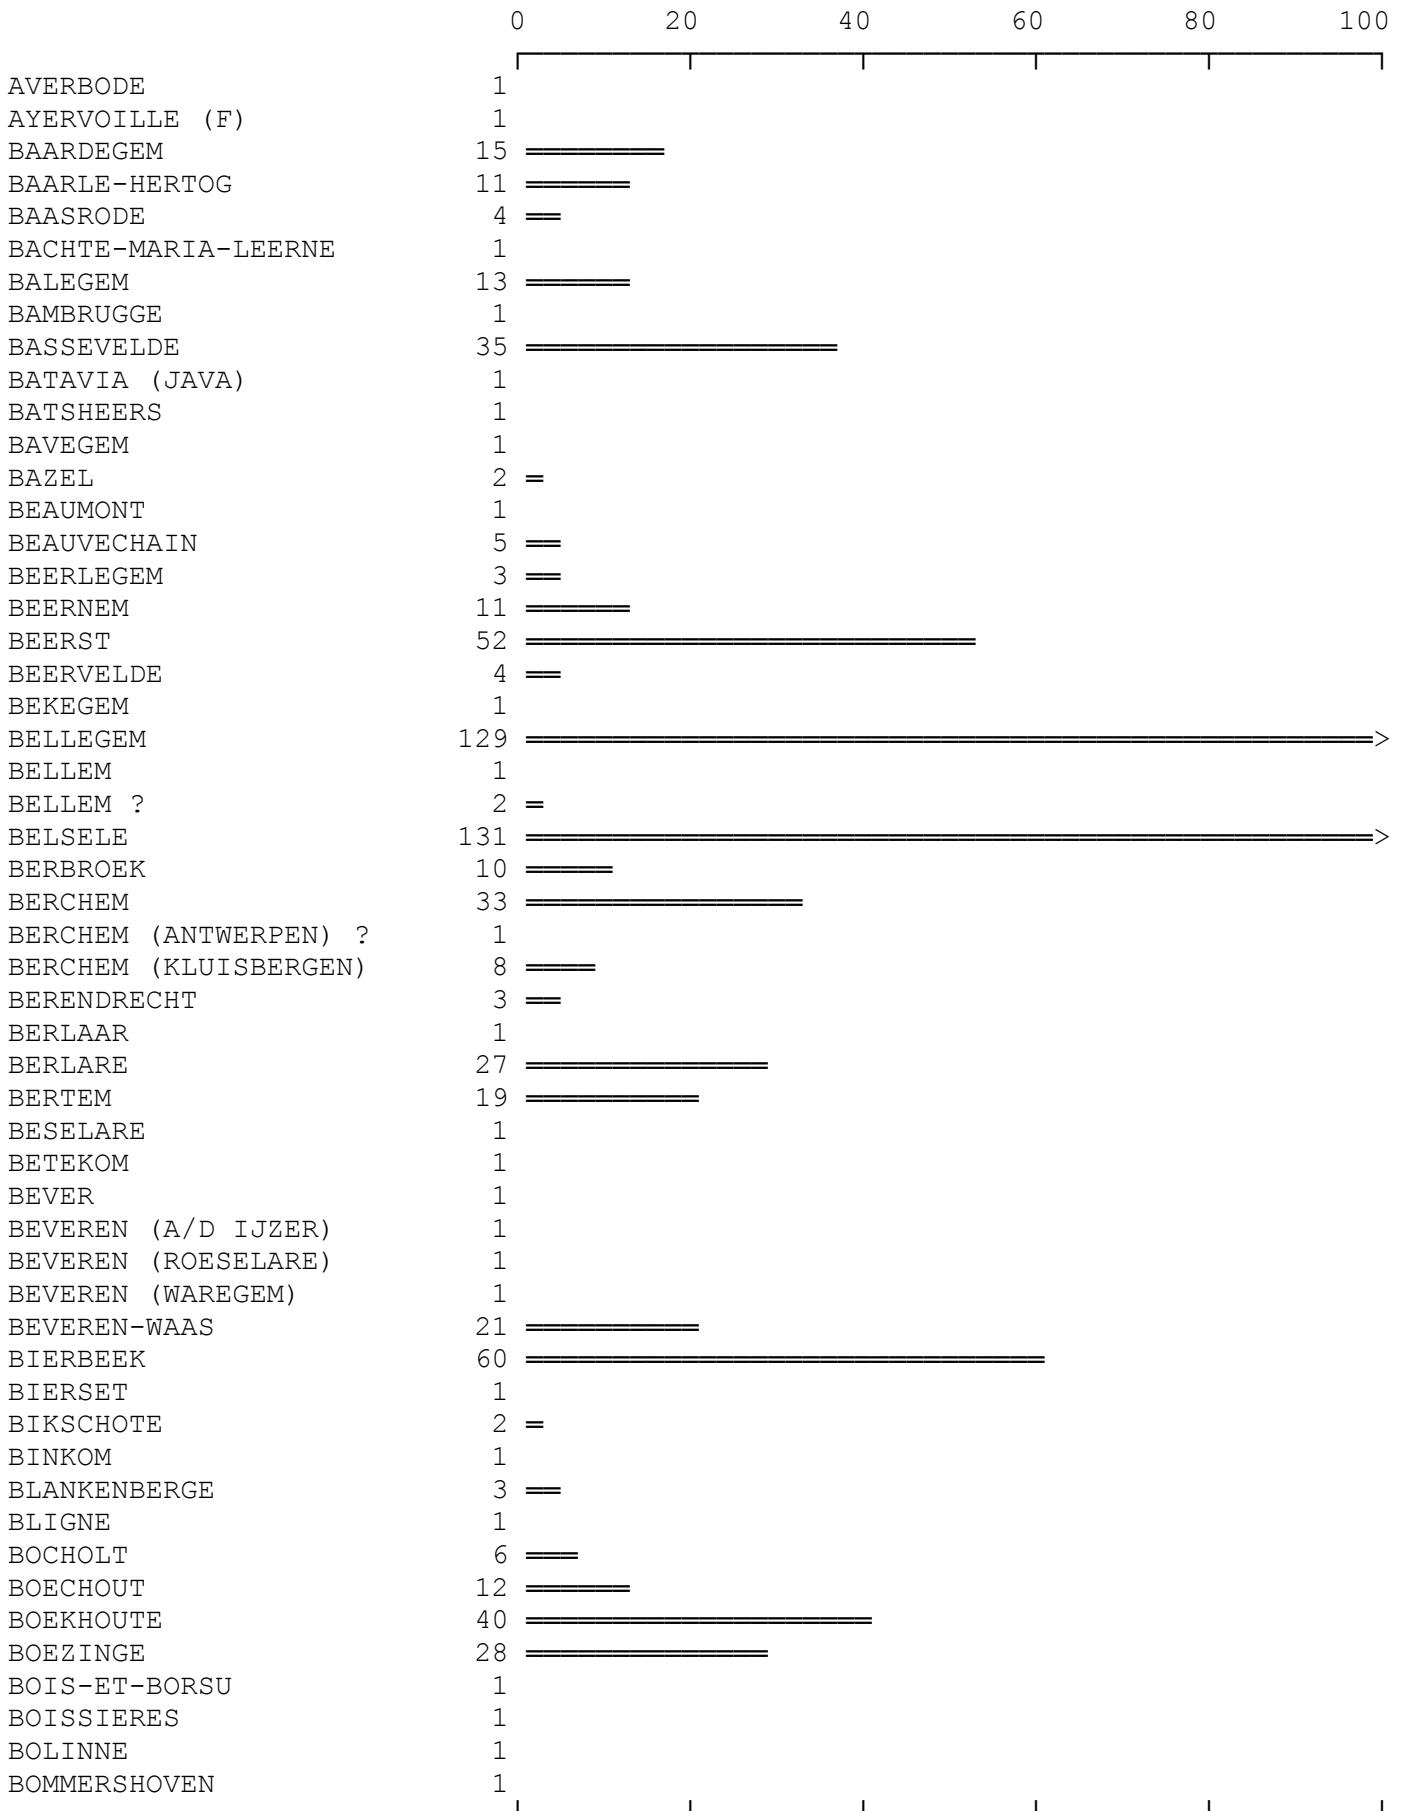 0 20 40 60 80 100
AVERBODE 1
AYERVOILLE (F) 1
BAARDEGEM 15
BAARLE-HERTOG 11
BAASRODE 4
BACHTE-MARIA-LEERNE 1
BALEGEM 13
BAMBRUGGE 1
BASSEVELDE 35
BATAVIA (JAVA) 1
BATSHEERS 1
BAVEGEM 1
BAZEL 2
BEAUMONT 1
BEAUVECHAIN 5
BEERLEGEM 3
BEERNEM 11
BEERST 52
BEERVELDE 4
BEKEGEM 1
BELLEGEM 129
BELLEM 1
BELLEM ? 2
BELSELE 131
BERBROEK 10
BERCHEM 33
BERCHEM (ANTWERPEN) ? 1
BERCHEM (KLUISBERGEN) 8
BERENDRECHT 3
BERLAAR 1
BERLARE 27
BERTEM 19
BESELARE 1
BETEKOM 1
BEVER 1
BEVEREN (A/D IJZER) 1
BEVEREN (ROESELARE) 1
BEVEREN (WAREGEM) 1
BEVEREN-WAAS 21
BIERBEEK 60
BIERSET 1
BIKSCHOTE 2
BINKOM 1
BLANKENBERGE 3
BLIGNE 1
BOCHOLT 6
BOECHOUT 12
BOEKHOUTE 40
BOEZINGE 28
BOIS-ET-BORSU 1
BOISSIERES 1
BOLINNE 1
BOMMERSHOVEN 1